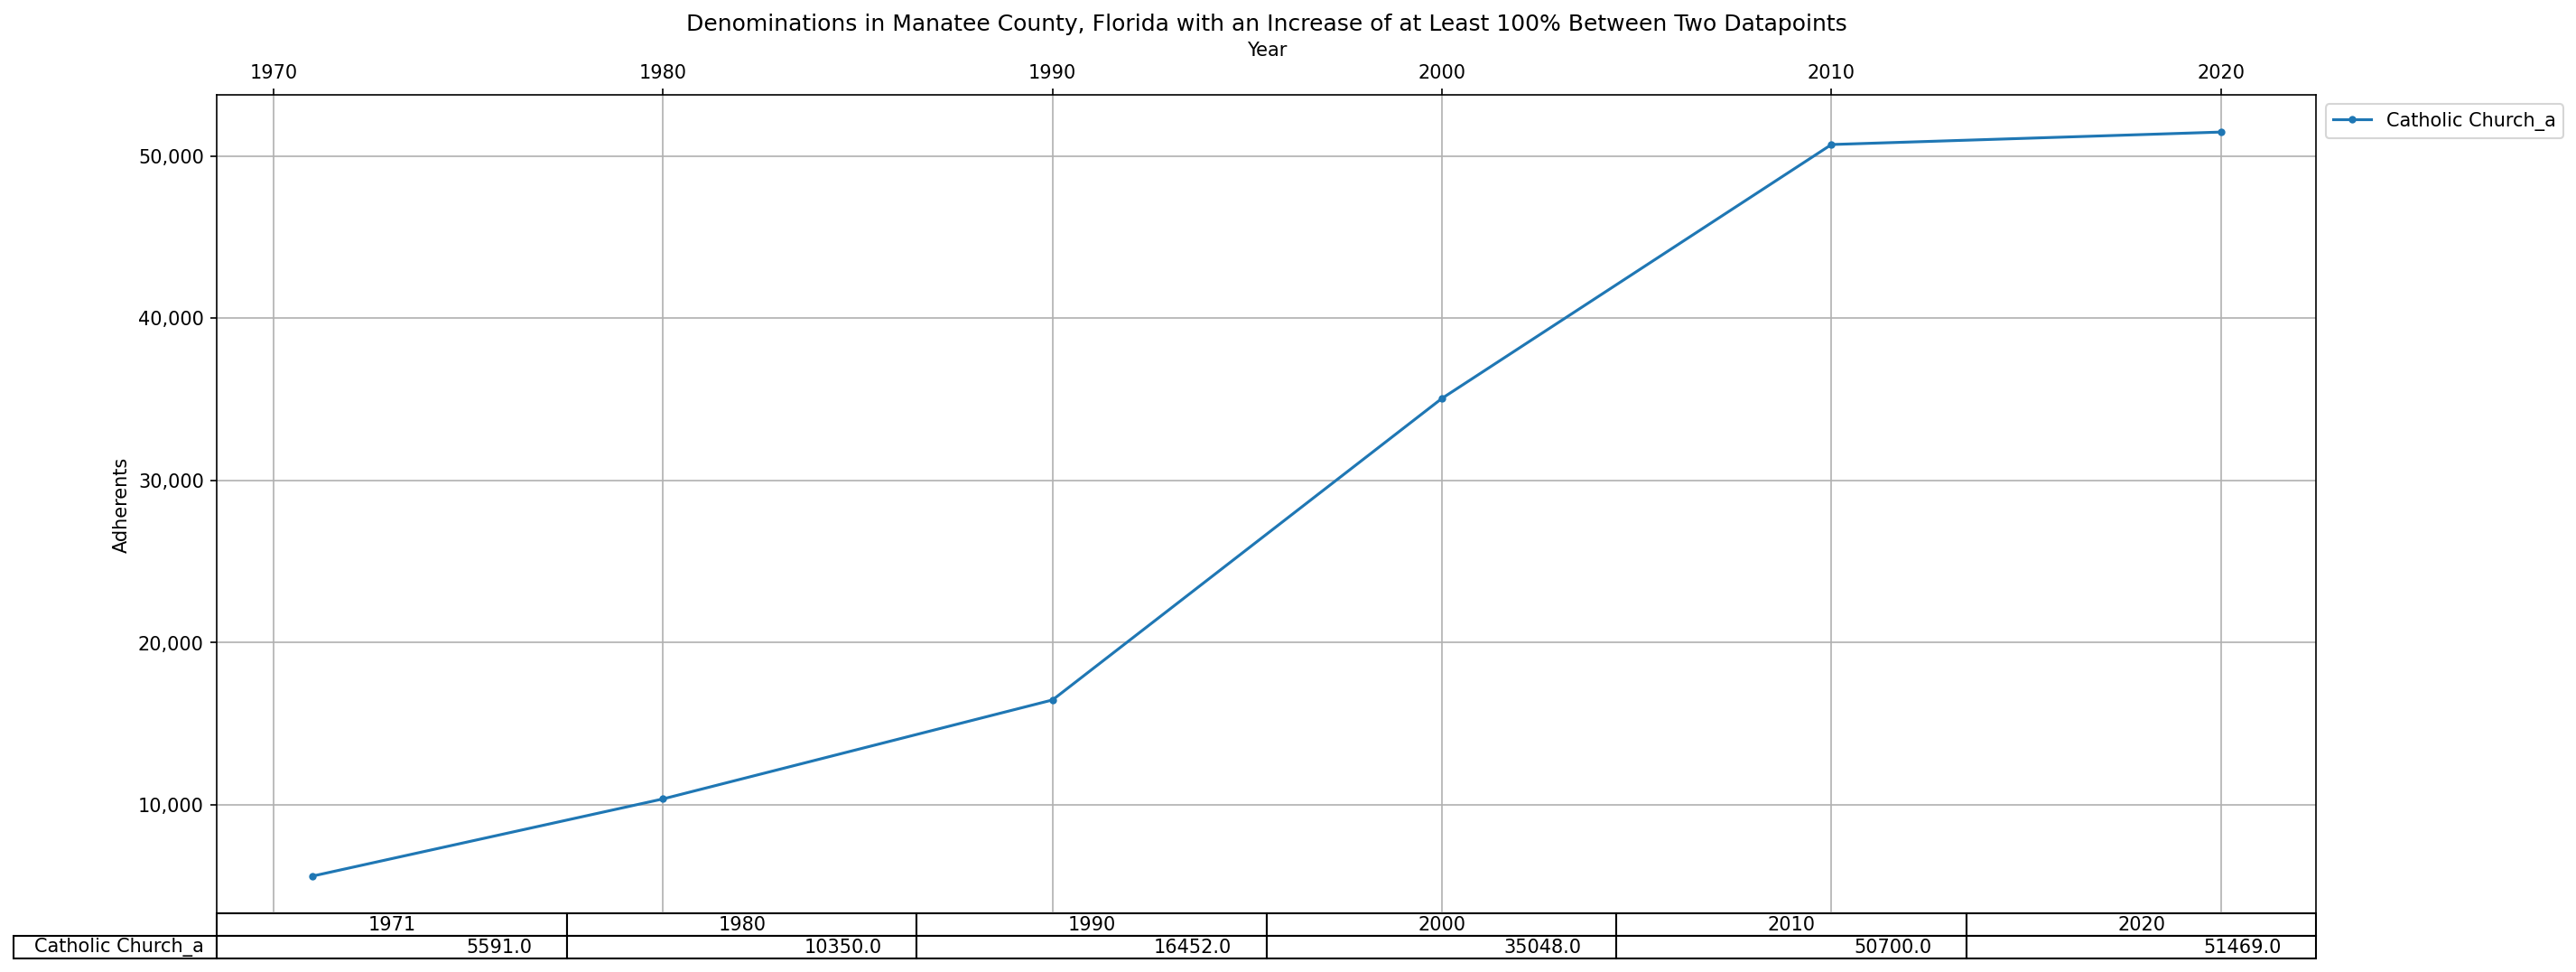 Denominations in Manatee County, Florida with an Increase of at Least 100% Between Two Datapoints
Year
1970 1980 1990 2000 2010 2020
Catholic Church_a
50,000
40,000
30,000
20,000
10,000
Adherents
1971 1980 1990 2000 2010 2020
Catholic Church_a 5591.0 10350.0 16452.0 35048.0 50700.0 51469.0